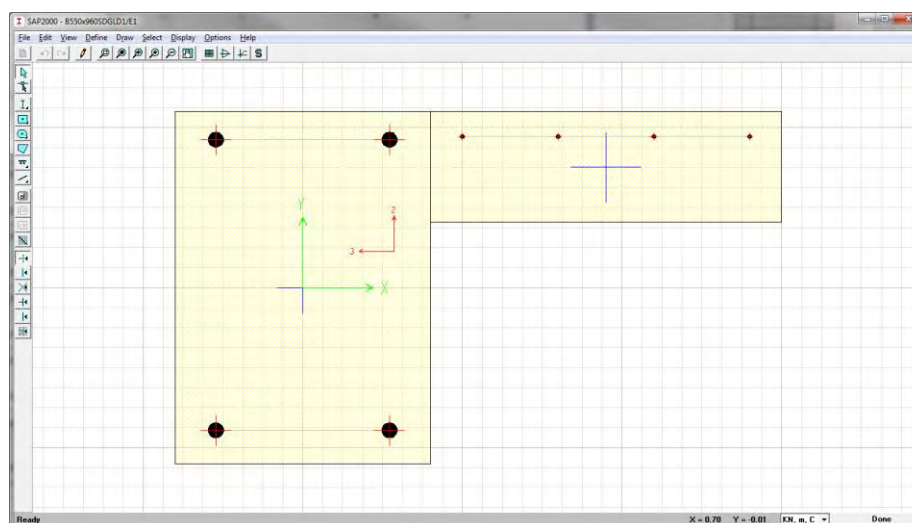 SAP2000 - B550x960SDGLD1/E1
File Edit View Define Draw Select Display Options Help
Y
2
3
X
Ready
X = 0.70 Y = -0.01 KN, m, C Done